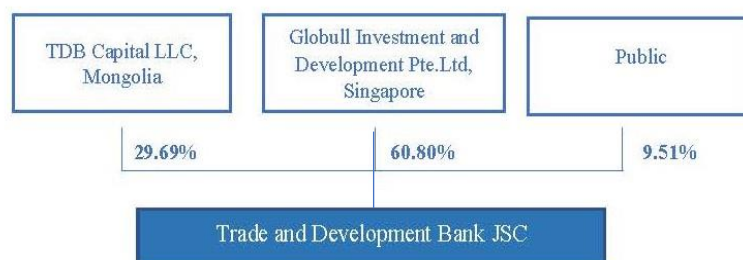 TDB Capital LLC,
Mongolia
Globull Investment and
Development Pte.Ltd,
Singapore
Public
29.69%
60.80%
9.51%
Trade and Development Bank JSC